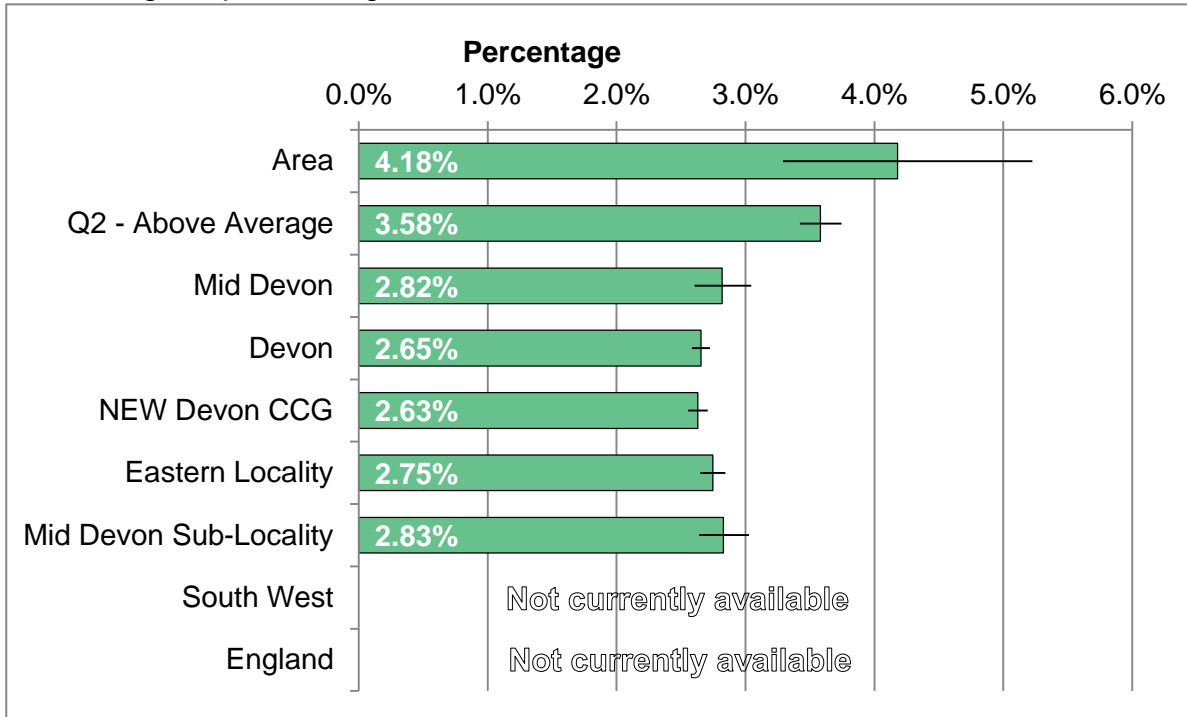 Percentage
0.0% 1.0% 2.0% 3.0% 4.0% 5.0% 6.0%
Area 4.18%
Q2 - Above Average 3.58%
Mid Devon 2.82%
Devon 2.65%
NEW Devon CCG 2.63%
Eastern Locality 2.75%
Mid Devon Sub-Locality 2.83%
South West Not currently available
England Not currently available